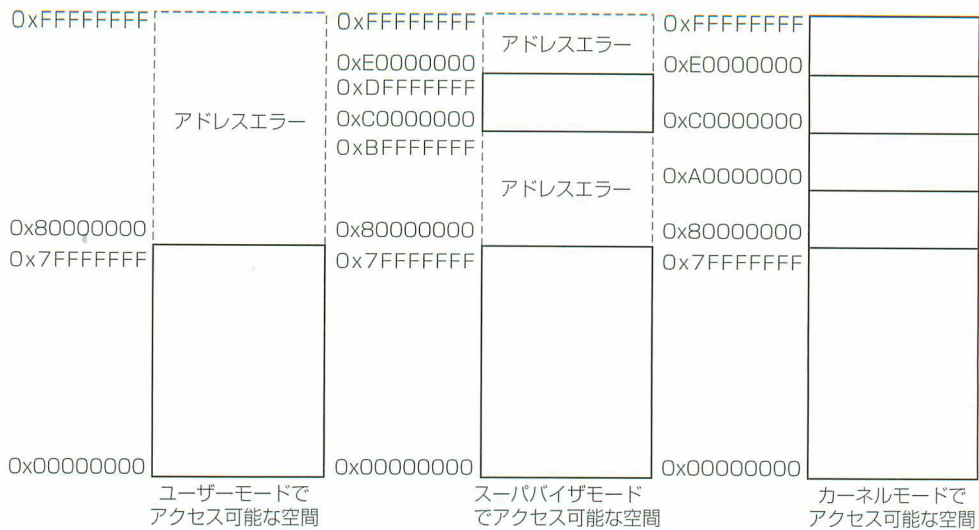 0xFFFFFFFF
アドレスエラー
0x80000000
0x7FFFFFFF
0x00000000
ユーザーモードで
アクセス可能な空間
0xFFFFFFFF
アドレスエラー
0xE0000000
0xDFFFFFFF
0xC0000000
0xBFFFFFFF
アドレスエラー
0x80000000
0x7FFFFFFF
0x00000000
スーパバイザモード
でアクセス可能な空間
0xFFFFFFFF
0xE0000000
0xC0000000
0xA0000000
0x80000000
0x7FFFFFFF
0x00000000
カーネルモードで
アクセス可能な空間